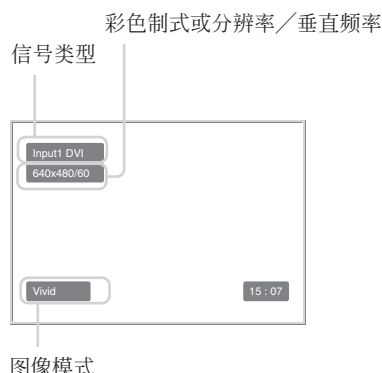 彩色制式或分辨率／垂直频率
信号类型
Input1 DVI
640x480/60
Vivid
15 : 07
图像模式